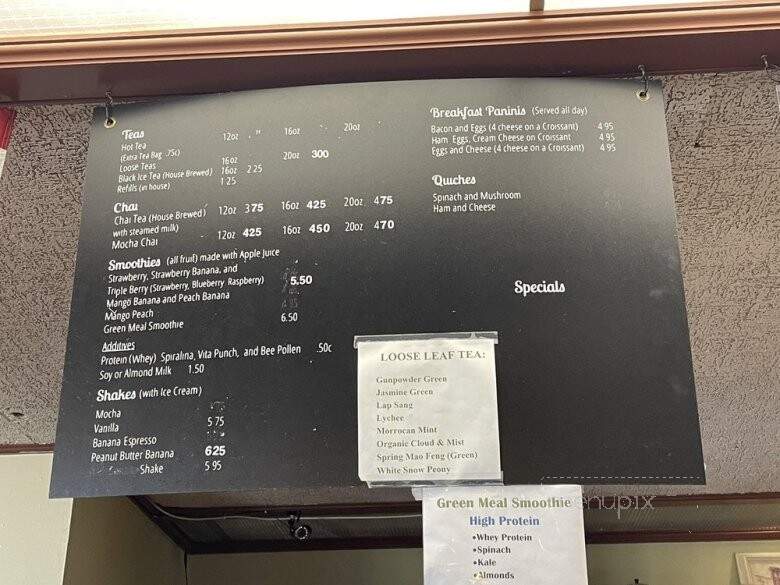 Teas 12oz 16oz 20oz
Hot Tea
(Extra Tea Bag .75c)
Loose Teas 16oz 20oz 300
Black Ice Tea (House Brewed) 16oz 2.25
Refills (in house) 1.25
Chai
Chai Tea (House Brewed) 12oz 375 16oz 425 20oz 475
with steamed milk)
Mocha Chai 12oz 425 16oz 450 20oz 470
Smoothies (all fruit) made with Apple Juice
Strawberry, Strawberry Banana, and
Triple Berry (Strawberry, Blueberry Raspberry) 5.50
Mango Banana and Peach Banana
Mango Peach
Green Meal Smoothie 6.50
Additives
Protein (Whey) Spiralina, Vita Punch, and Bee Pollen .50c
Soy or Almond Milk 1.50
Shakes (with Ice Cream)
Mocha
Vanilla 5.75
Banana Espresso
Peanut Butter Banana 625
Shake 5.95
Breakfast Paninis (Served all day)
Bacon and Eggs (4 cheese on a Croissant) 4.95
Ham, Eggs, Cream Cheese on Croissant 4.95
Eggs and Cheese (4 cheese on a Croissant) 4.95
Quiches
Spinach and Mushroom
Ham and Cheese
Specials
LOOSE LEAF TEA:
Gunpowder Green
Jasmine Green
Lap Sang
Lychee
Morrocan Mint
Organic Cloud & Mist
Spring Mao Feng (Green)
White Snow Peony
Green Meal Smoothie
High Protein
•Whey Protein
•Spinach
•Kale
•Almonds
menupix